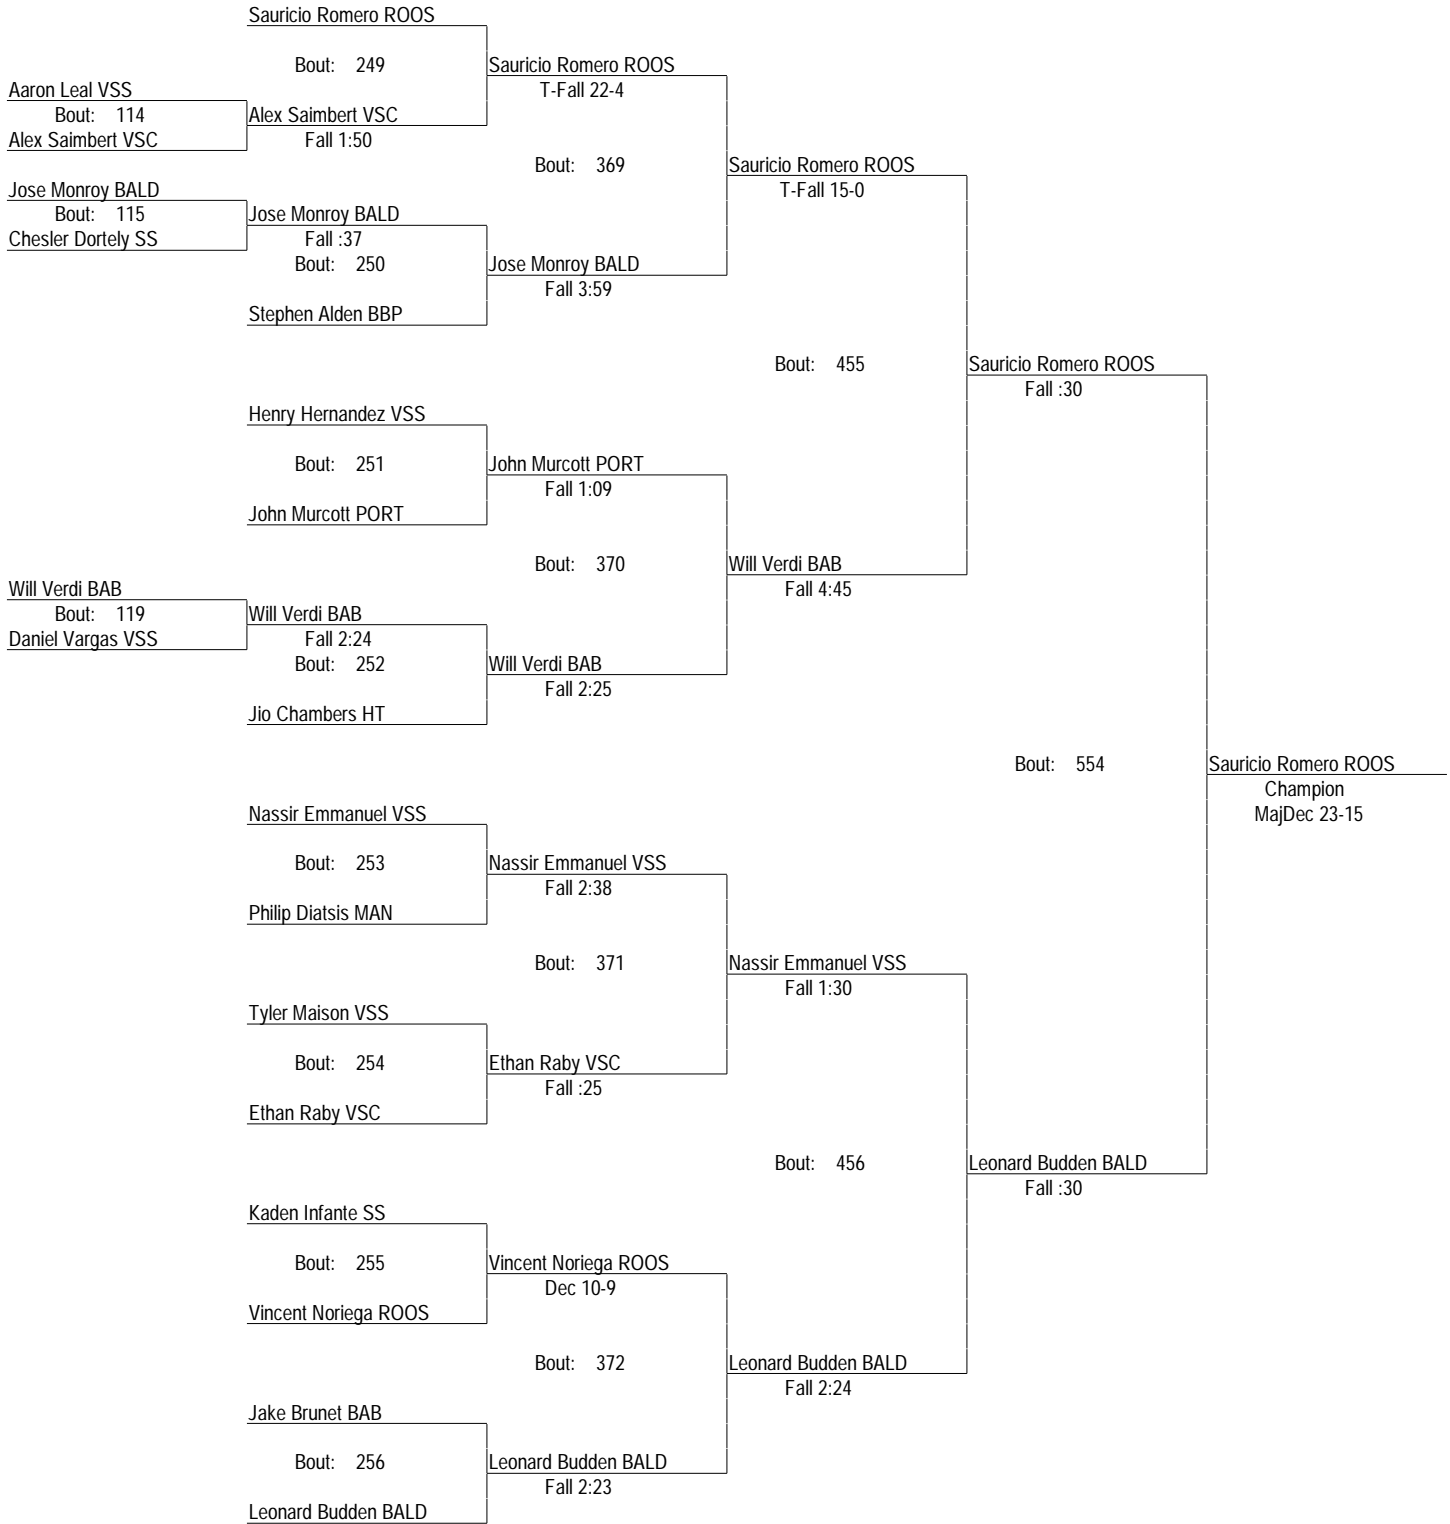 Sauricio Romero ROOS
Bout: 249
Sauricio Romero ROOS
Aaron Leal VSS
T-Fall 22-4
Bout: 114
Alex Saimbert VSC
Alex Saimbert VSC
Fall 1:50
Bout: 369
Sauricio Romero ROOS
Jose Monroy BALD
T-Fall 15-0
Bout: 115
Jose Monroy BALD
Chesler Dortely SS
Fall :37
Bout: 250
Jose Monroy BALD
Fall 3:59
Stephen Alden BBP
Bout: 455
Sauricio Romero ROOS
Fall :30
Henry Hernandez VSS
Bout: 251
John Murcott PORT
Fall 1:09
John Murcott PORT
Bout: 370
Will Verdi BAB
Will Verdi BAB
Fall 4:45
Bout: 119
Will Verdi BAB
Daniel Vargas VSS
Fall 2:24
Bout: 252
Will Verdi BAB
Fall 2:25
Jio Chambers HT
Bout: 554
Sauricio Romero ROOS
Champion
MajDec 23-15
Nassir Emmanuel VSS
Bout: 253
Nassir Emmanuel VSS
Fall 2:38
Philip Diatsis MAN
Bout: 371
Nassir Emmanuel VSS
Fall 1:30
Tyler Maison VSS
Bout: 254
Ethan Raby VSC
Fall :25
Ethan Raby VSC
Bout: 456
Leonard Budden BALD
Fall :30
Kaden Infante SS
Bout: 255
Vincent Noriega ROOS
Dec 10-9
Vincent Noriega ROOS
Bout: 372
Leonard Budden BALD
Fall 2:24
Jake Brunet BAB
Bout: 256
Leonard Budden BALD
Fall 2:23
Leonard Budden BALD